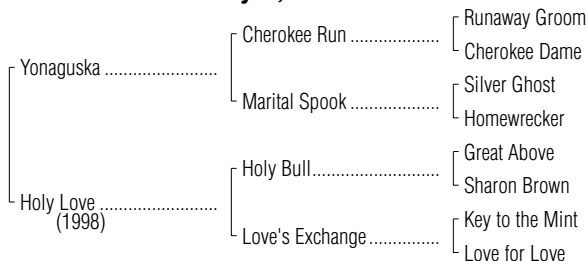 Runaway Groom
Cherokee Run ....................
Cherokee Dame
Yonaguska .........................
Silver Ghost
Marital Spook ....................
Homewrecker
Great Above
Holy Bull............................
Sharon Brown
Holy Love ..........................
(1998)
Key to the Mint
Love's Exchange ...............
Love for Love